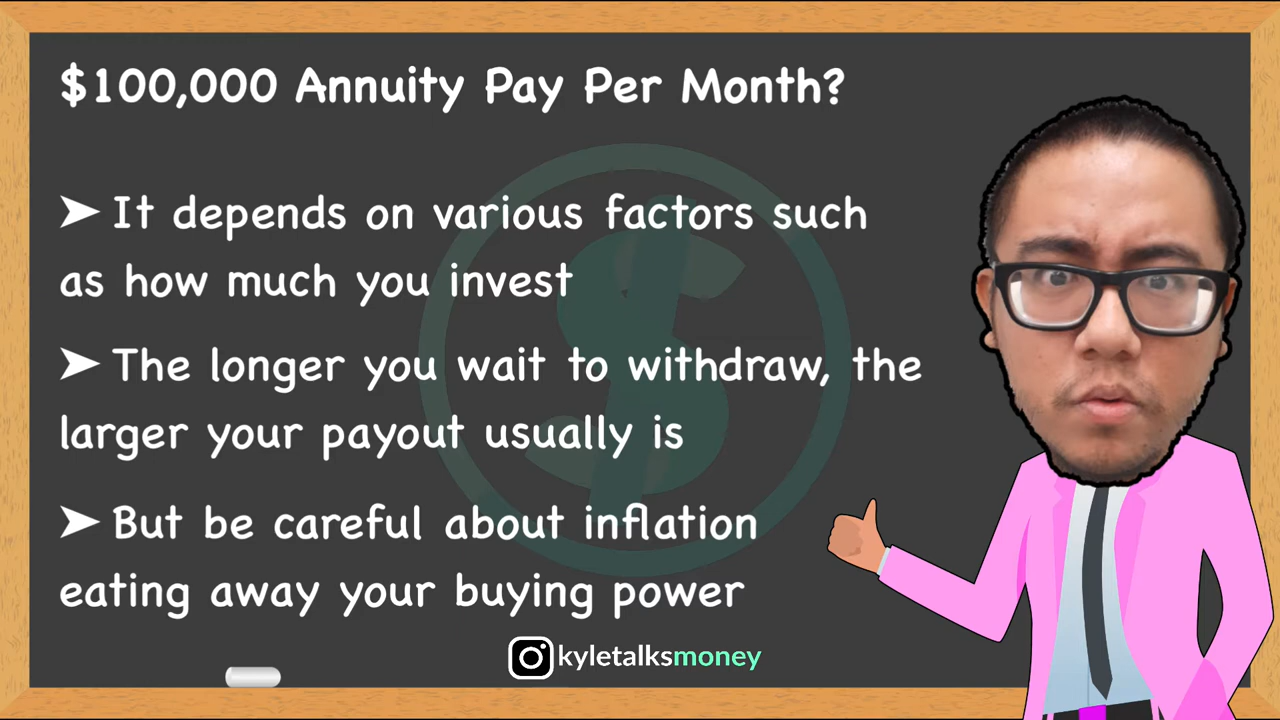 $100,000 Annuity Pay Per Month?
➤ It depends on various factors such
as how much you invest
➤ The longer you wait to withdraw, the
larger your payout usually is
➤ But be careful about inflation
eating away your buying power
kyletalksmoney